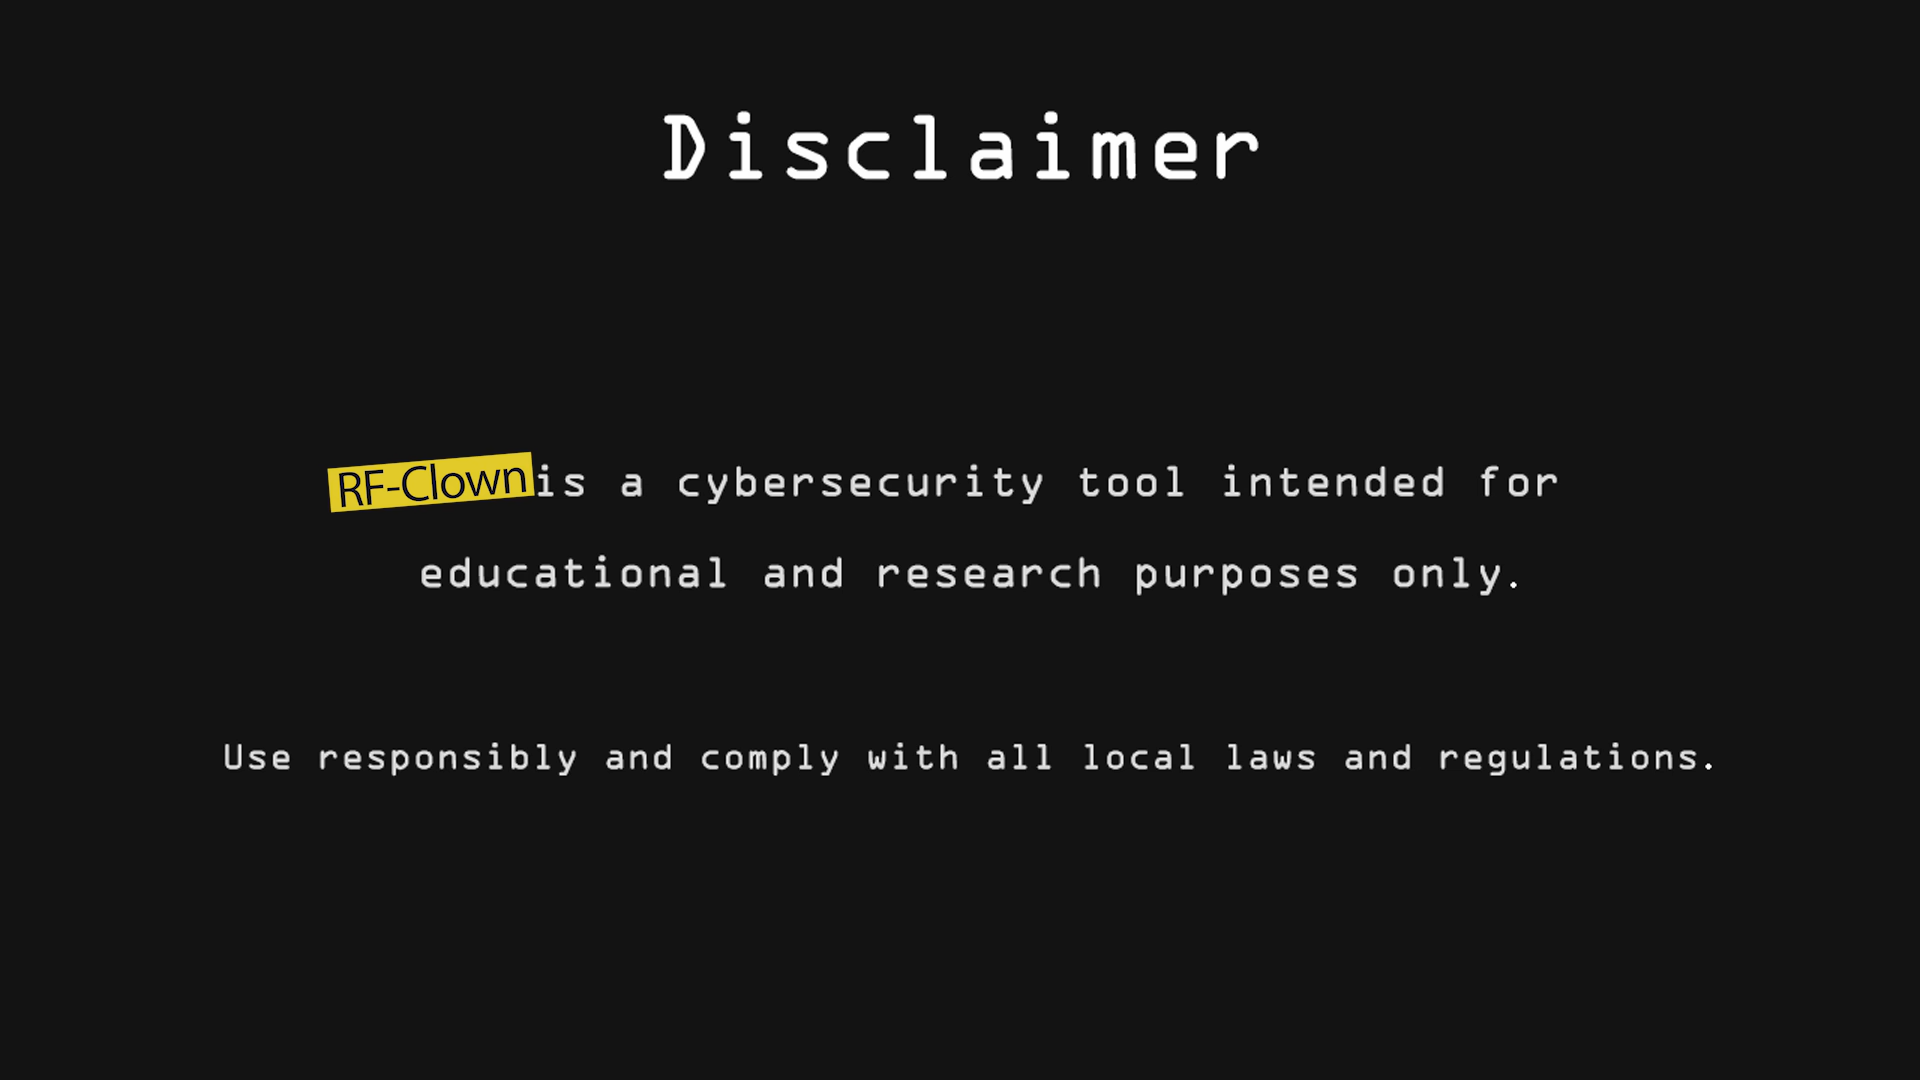 Disclaimer
RF-Clown is a cybersecurity tool intended for
educational and research purposes only.
Use responsibly and comply with all local laws and regulations.